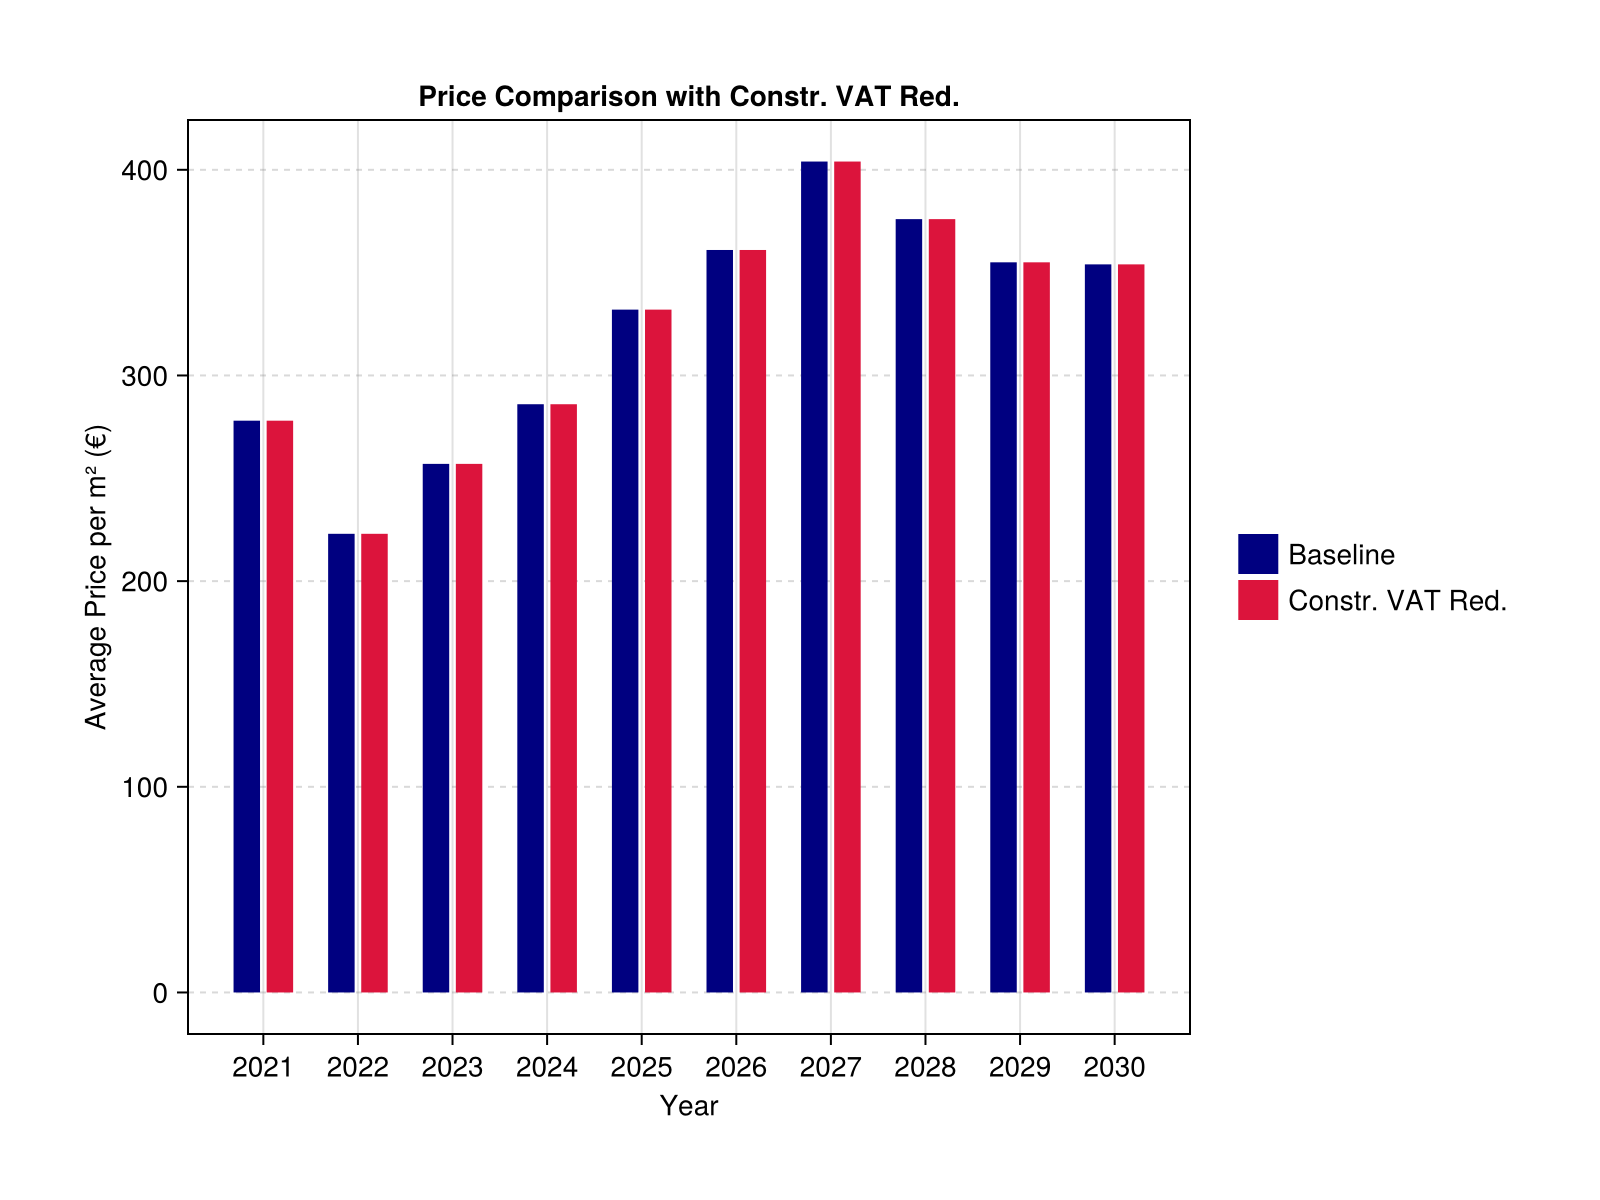 Price Comparison with Constr. VAT Red.
400
300
200
100
0
Average Price per m² (€)
2021 2022 2023 2024 2025 2026 2027 2028 2029 2030
Year
Baseline
Constr. VAT Red.